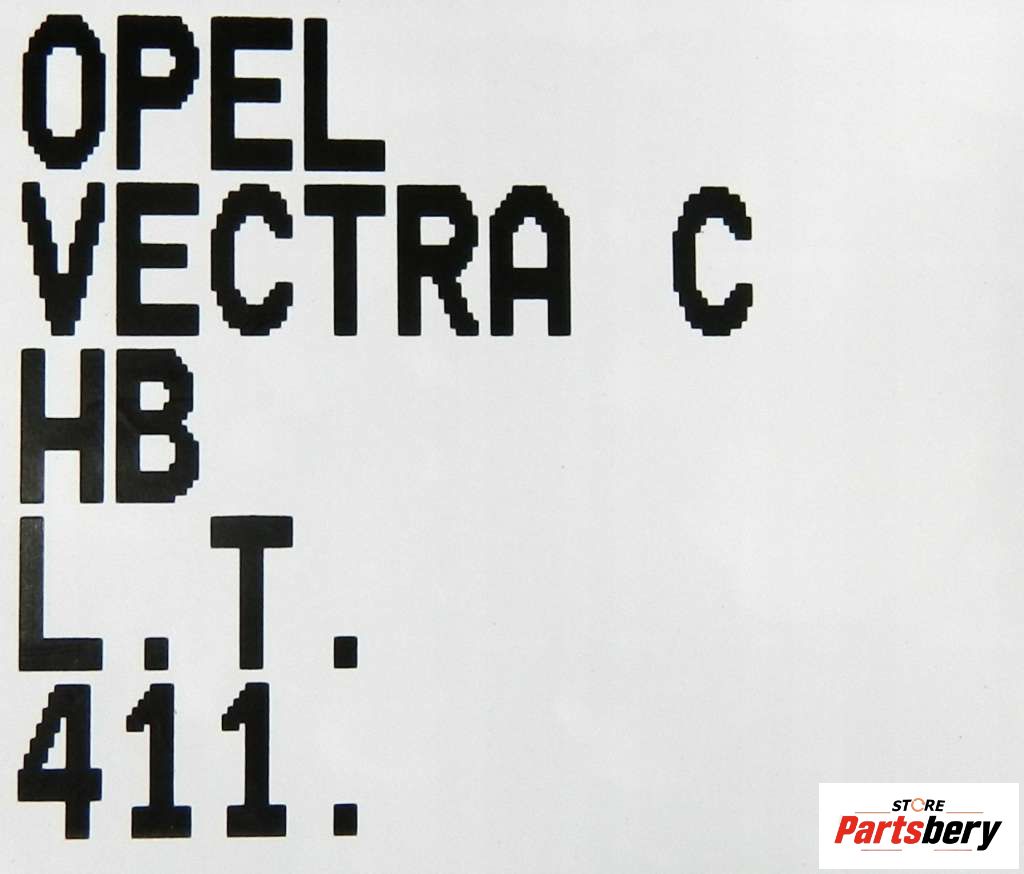 OPEL
VECTRA C
HB
L.T.
411.
STORE
Partsbery